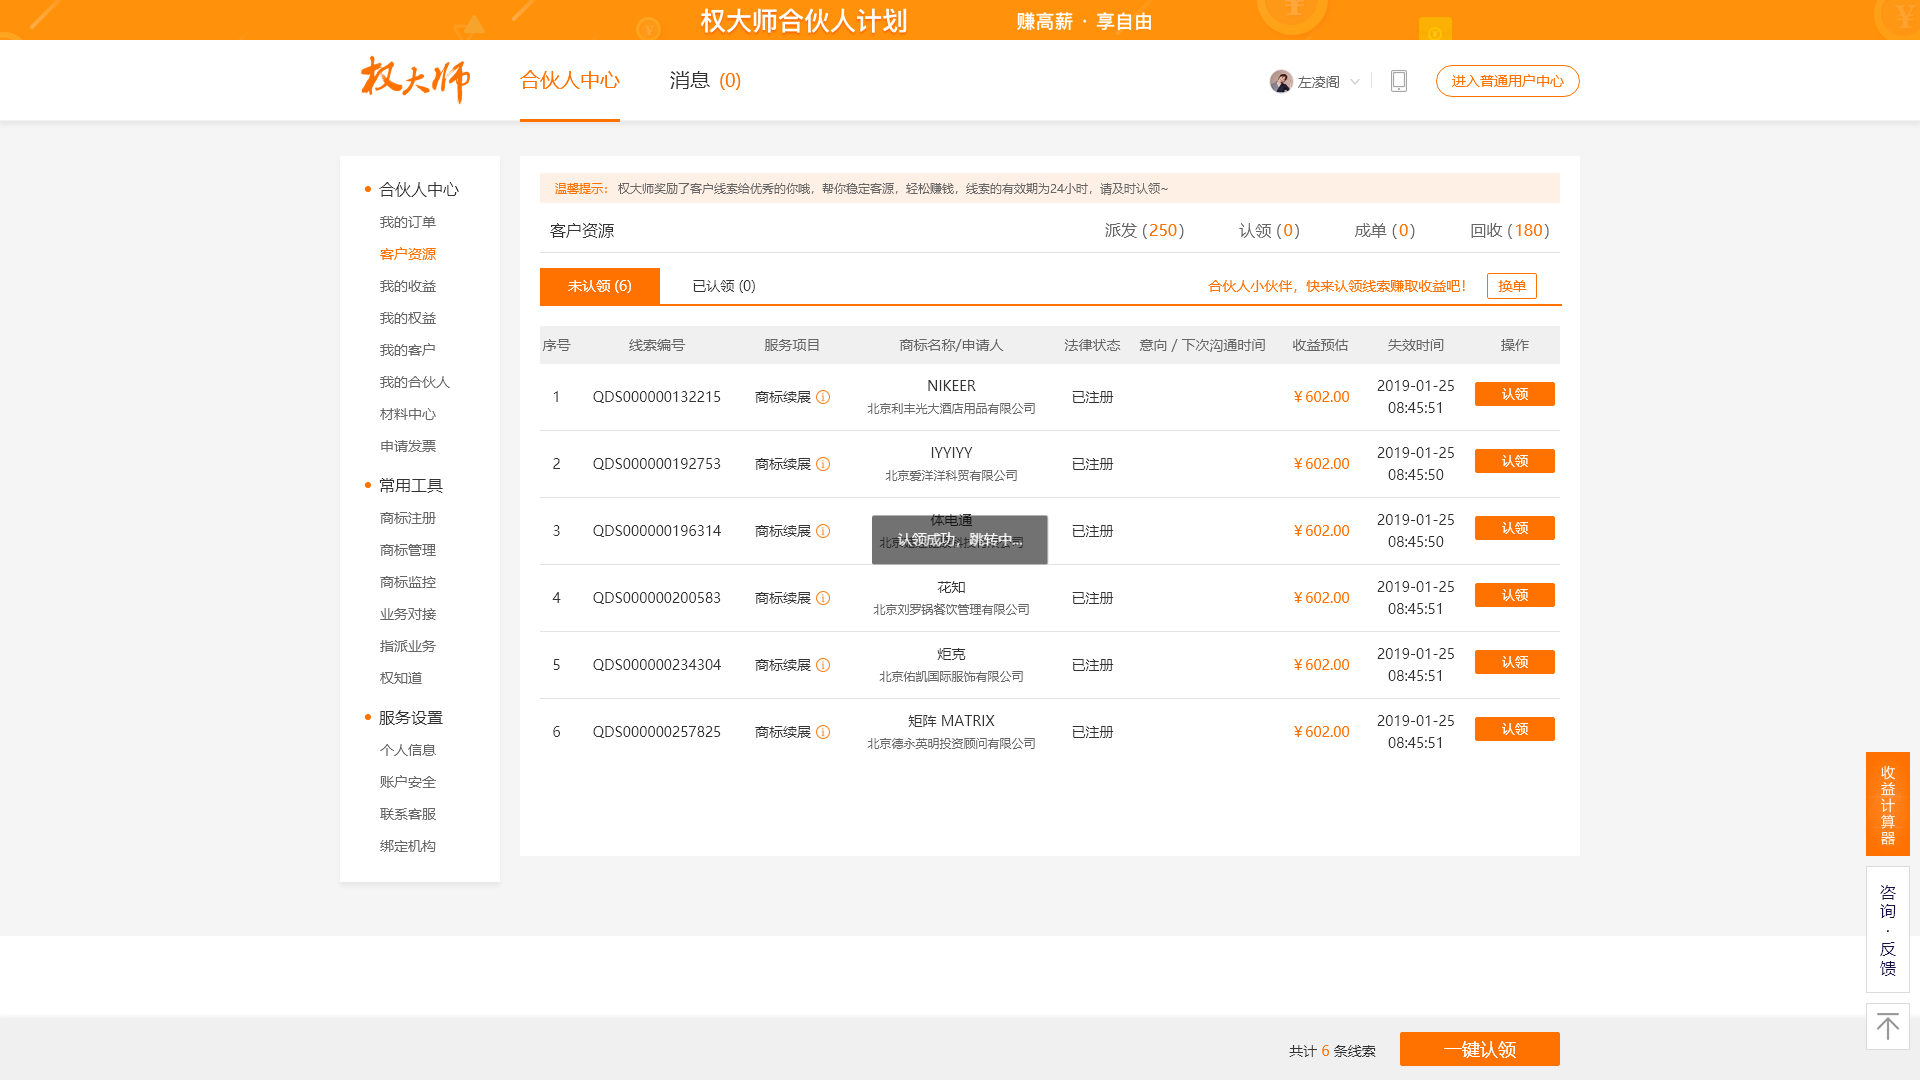 权大师合伙人计划 赚高薪 · 享自由
权大师 合伙人中心 消息 (0) 左凌阁 进入普通用户中心
合伙人中心
我的订单
客户资源
我的收益
我的权益
我的客户
我的合伙人
材料中心
申请发票
常用工具
商标注册
商标管理
商标监控
业务对接
指派业务
权知道
服务设置
个人信息
账户安全
联系客服
绑定机构
温馨提示： 权大师奖励了客户线索给优秀的你哦，帮你稳定客源，轻松赚钱，线索的有效期为24小时，请及时认领~
客户资源 派发 (250) 认领 (0) 成单 (0) 回收 (180)
未认领 (6) 已认领 (0) 合伙人小伙伴，快来认领线索赚取收益吧！ 换单
序号 线索编号 服务项目 商标名称/申请人 法律状态 意向 / 下次沟通时间 收益预估 失效时间 操作
1 QDS000000132215 商标续展 NIKEER 北京利丰光大酒店用品有限公司 已注册 ￥602.00 2019-01-25 08:45:51 认领
2 QDS000000192753 商标续展 IYYIYY 北京爱洋洋科贸有限公司 已注册 ￥602.00 2019-01-25 08:45:50 认领
3 QDS000000196314 商标续展 体电通 已注册 ￥602.00 2019-01-25 08:45:50 认领
认领成功，跳转中...
4 QDS000000200583 商标续展 花知 北京刘罗锅餐饮管理有限公司 已注册 ￥602.00 2019-01-25 08:45:51 认领
5 QDS000000234304 商标续展 炬克 北京佑凯国际服饰有限公司 已注册 ￥602.00 2019-01-25 08:45:51 认领
6 QDS000000257825 商标续展 矩阵 MATRIX 北京德永英明投资顾问有限公司 已注册 ￥602.00 2019-01-25 08:45:51 认领
收益计算器
咨询·反馈
共计 6 条线索 一键认领